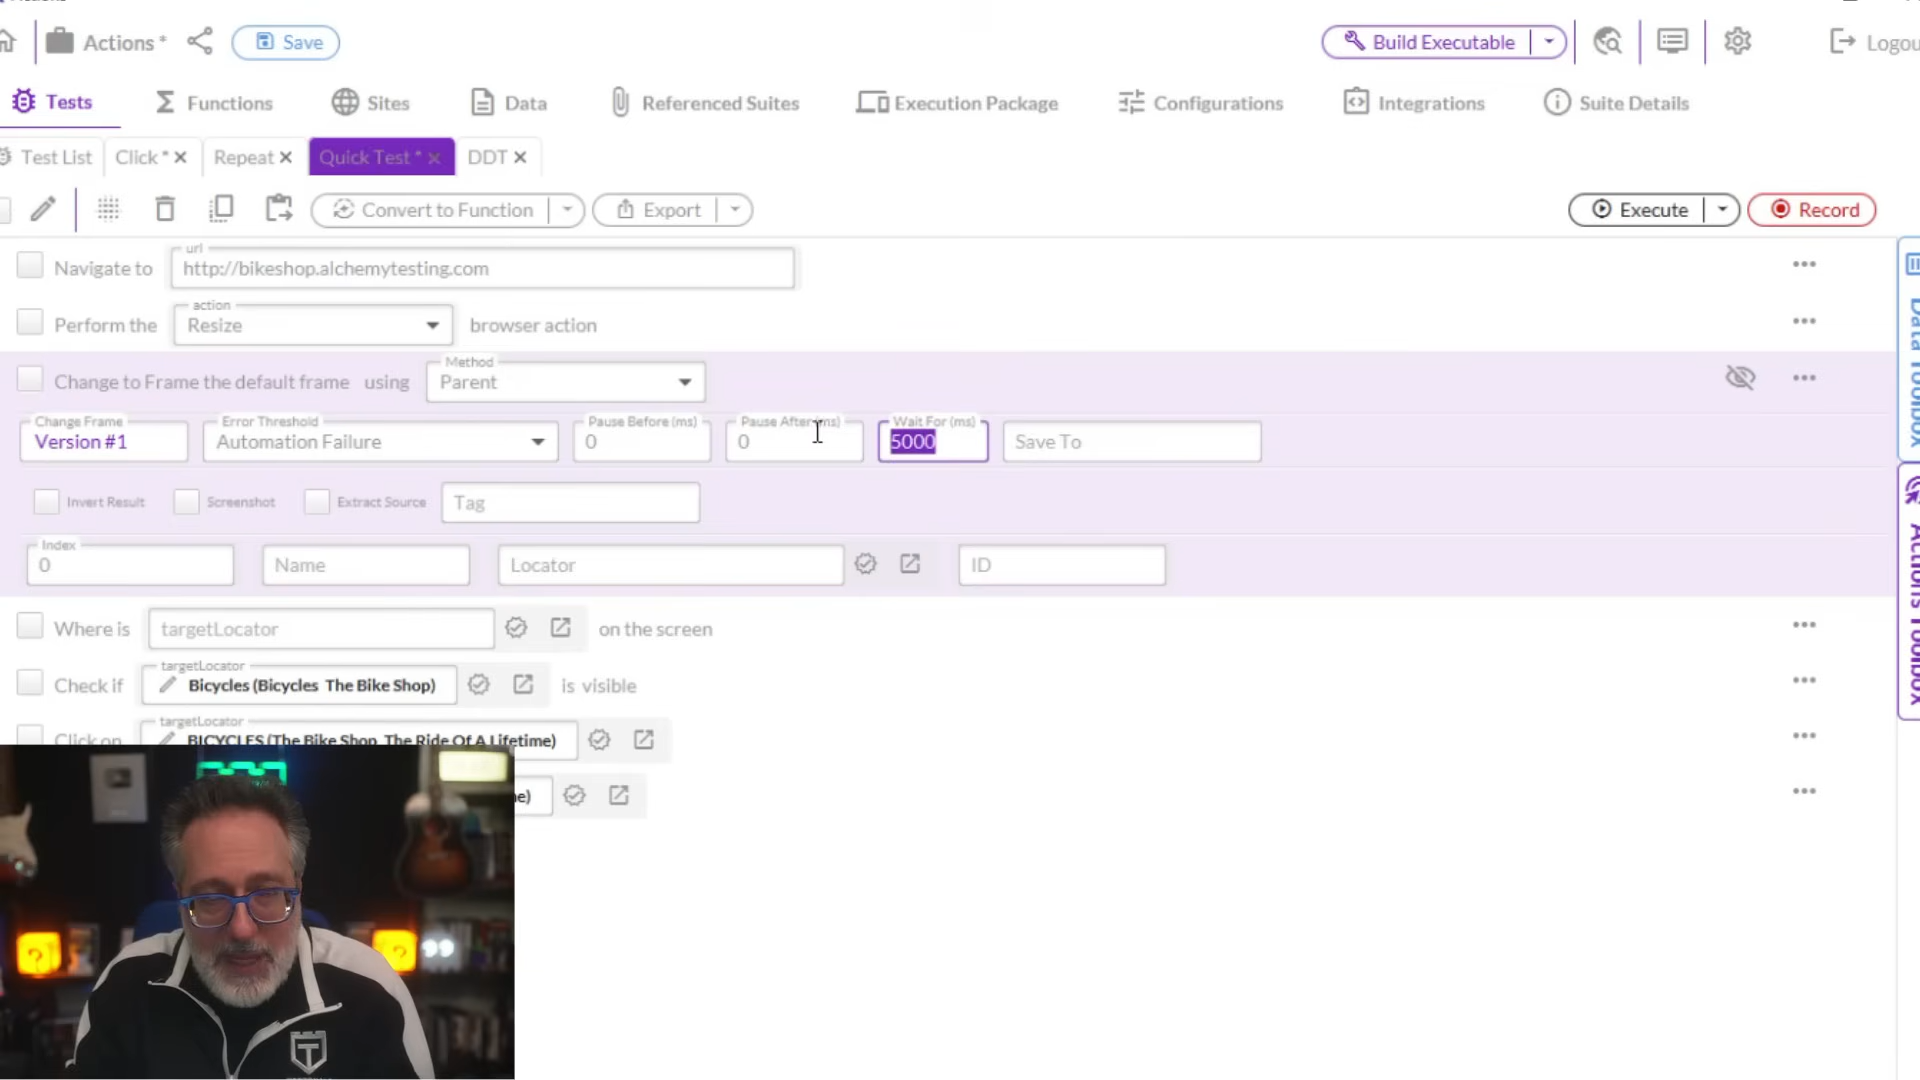 Actions * Save Build Executable
Tests Functions Sites Data Referenced Suites Execution Package Configurations Integrations Suite Details
Test List Click * Repeat Quick Test * DDT
Convert to Function Export Execute Record
url
Navigate to http://bikeshop.alchemytesting.com
action
Perform the Resize browser action
Method
Change to Frame the default frame using Parent
Change Frame Error Threshold Pause Before (ms) Pause After (ms) Wait For (ms)
Version #1 Automation Failure 0 0 5000 Save To
Invert Result Screenshot Extract Source Tag
Index
0 Name Locator ID
Where is targetLocator on the screen
targetLocator
Check if Bicycles (Bicycles The Bike Shop) is visible
targetLocator
Click on BICYCLES (The Bike Shop The Ride Of A Lifetime)
Data Toolbox
Actions Toolbox